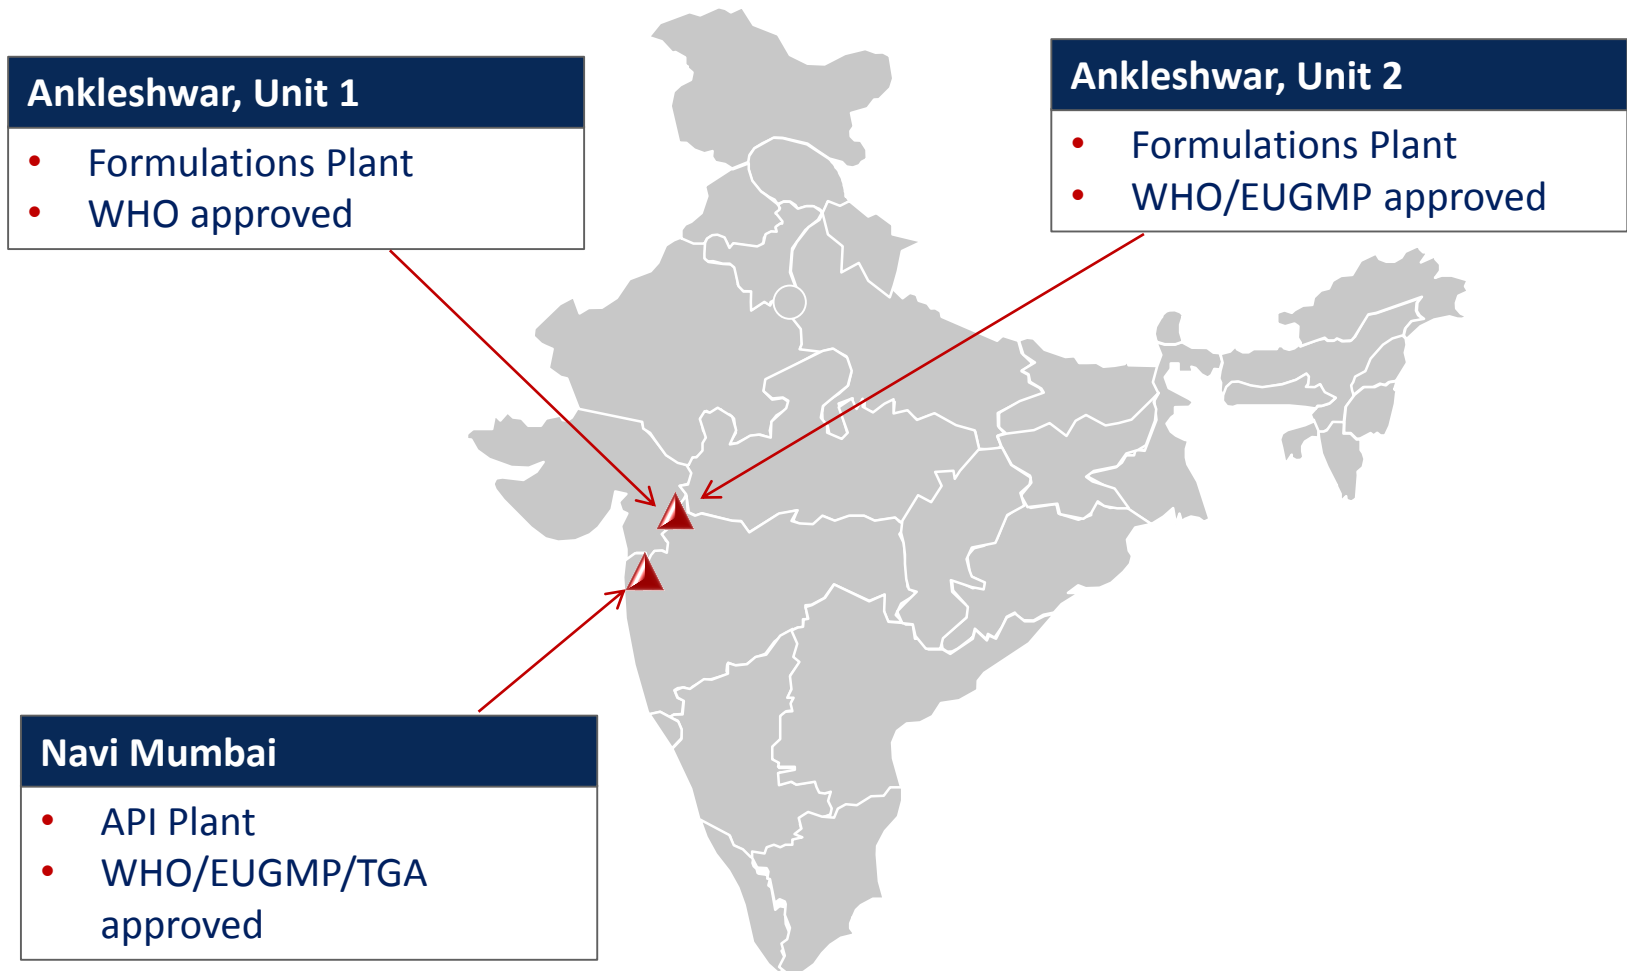 Ankleshwar, Unit 1
• Formulations Plant
• WHO approved
Ankleshwar, Unit 2
• Formulations Plant
• WHO/EUGMP approved
Navi Mumbai
• API Plant
• WHO/EUGMP/TGA
approved